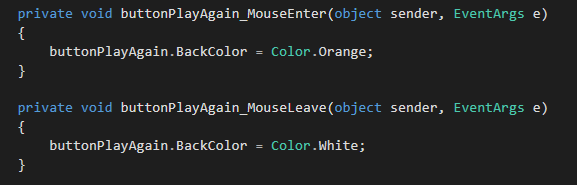 private void buttonPlayAgain_MouseEnter(object sender, EventArgs e)
{
    buttonPlayAgain.BackColor = Color.Orange;
}
private void buttonPlayAgain_MouseLeave(object sender, EventArgs e)
{
    buttonPlayAgain.BackColor = Color.White;
}